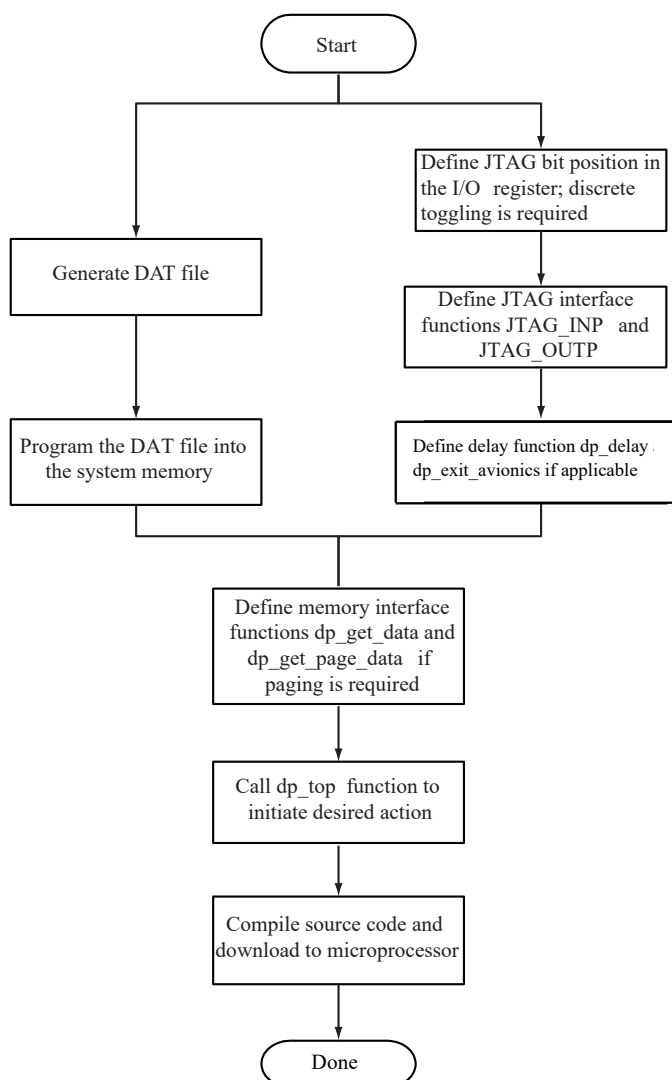 Start
Define JTAG bit position in
the I/O register; discrete
toggling is required
Generate DAT file
Define JTAG interface
functions JTAG_INP and
JTAG_OUTP
Program the DAT file into
the system memory
Define delay function dp_delay
dp_exit_avionics if applicable
Define memory interface
functions dp_get_data and
dp_get_page_data if
paging is required
Call dp_top function to
initiate desired action
Compile source code and
download to microprocessor
Done